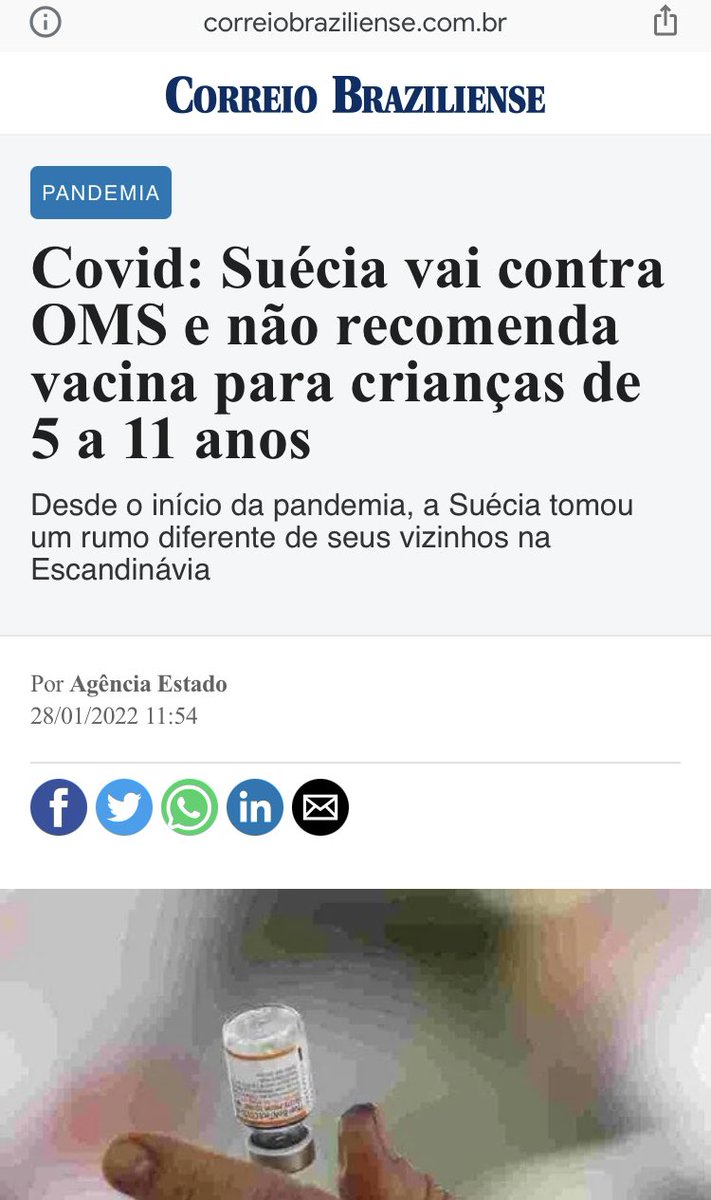 correiobraziliense.com.br
CORREIO BRAZILIENSE
PANDEMIA
Covid: Suécia vai contra
OMS e não recomenda
vacina para crianças de
5 a 11 anos
Desde o início da pandemia, a Suécia tomou
um rumo diferente de seus vizinhos na
Escandinávia
Por Agência Estado
28/01/2022 11:54